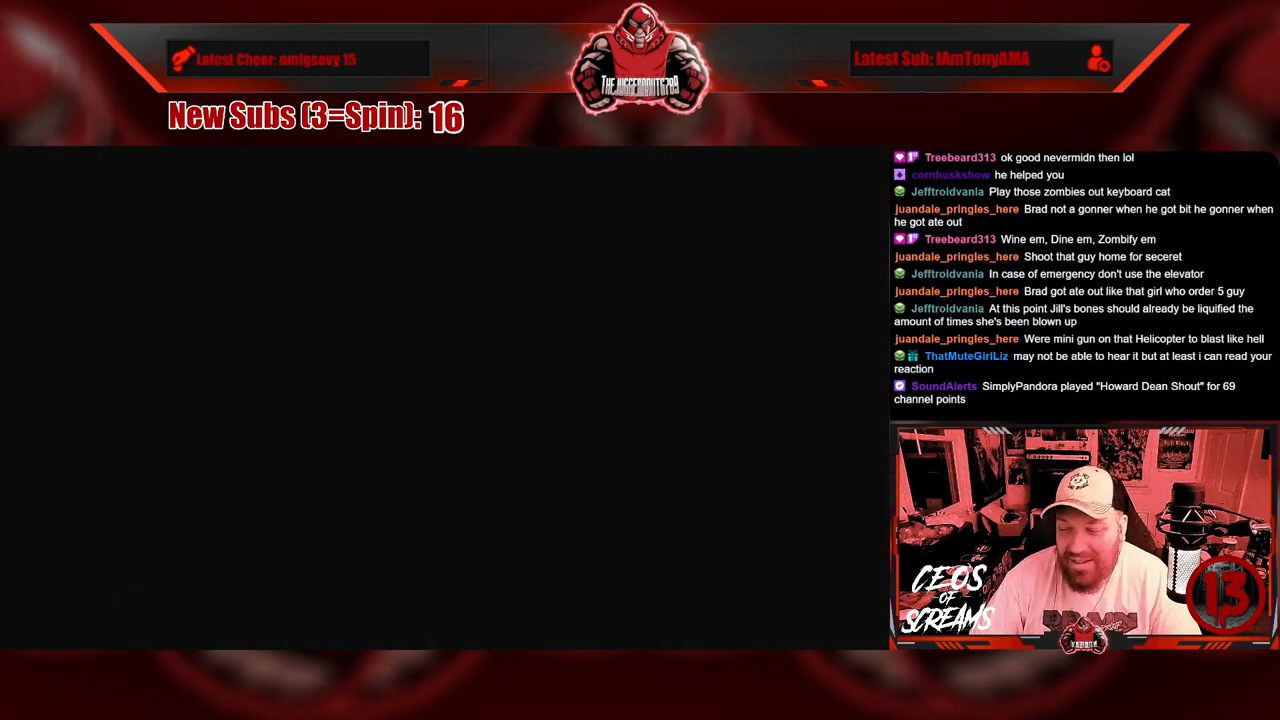 Latest Cheer: omfgsevy 15
THEJUGGERNAUT6789
Latest Sub: IAmTonyAMA
New Subs (3=Spin): 16
Treebeard313 ok good nevermidn then lol
cornhuskshow he helped you
Jefftroidvania Play those zombies out keyboard cat
juandale_pringles_here Brad not a gonner when he got bit he gonner when
he got ate out
Treebeard313 Wine em, Dine em, Zombify em
juandale_pringles_here Shoot that guy home for seceret
Jefftroidvania In case of emergency don't use the elevator
juandale_pringles_here Brad got ate out like that girl who order 5 guy
Jefftroidvania At this point Jill's bones should already be liquified the
amount of times she's been blown up
juandale_pringles_here Were mini gun on that Helicopter to blast like hell
ThatMuteGirlLiz may not be able to hear it but at least i can read your
reaction
SoundAlerts SimplyPandora played "Howard Dean Shout" for 69
channel points
CEOS
OF
SCREAMS
13